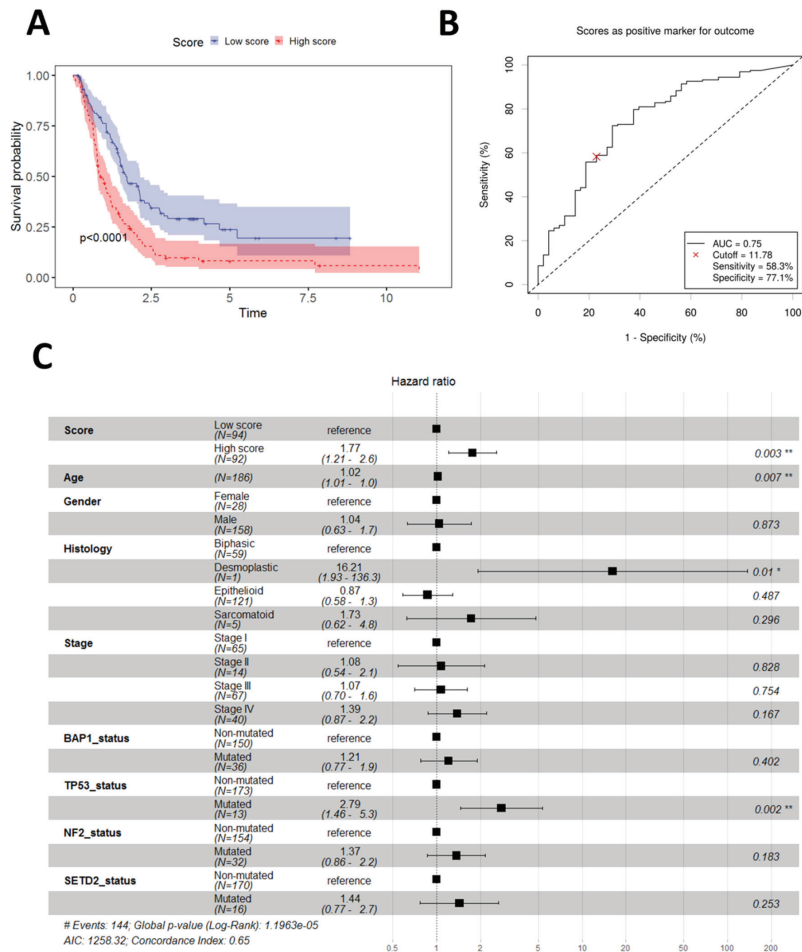 A
Score Low score High score
1.00
0.75
0.50
0.25
0.00
Survival probability
p<0.0001
0 2.5 5 7.5 10
Time
B
Scores as positive marker for outcome
100
80
60
40
20
0
Sensitivity (%)
AUC = 0.75
Cutoff = 11.78
Sensitivity = 58.3%
Specificity = 77.1%
0 20 40 60 80 100
1 - Specificity (%)
C
Hazard ratio
Score Low score reference
(N=94)
High score 1.77 0.003 **
(N=92) (1.21 - 2.6)
Age (N=186) 1.02 0.007 **
(1.01 - 1.0)
Gender Female reference
(N=28)
Male 1.04 0.873
(N=158) (0.63 - 1.7)
Histology Biphasic reference
(N=59)
Desmoplastic 16.21 0.01 *
(N=1) (1.93 - 136.3)
Epithelioid 0.87 0.487
(N=121) (0.58 - 1.3)
Sarcomatoid 1.73 0.296
(N=5) (0.62 - 4.8)
Stage Stage I reference
(N=65)
Stage II 1.08 0.828
(N=14) (0.54 - 2.1)
Stage III 1.07 0.754
(N=67) (0.70 - 1.6)
Stage IV 1.39 0.167
(N=40) (0.87 - 2.2)
BAP1_status Non-mutated reference
(N=150)
Mutated 1.21 0.402
(N=36) (0.77 - 1.9)
TP53_status Non-mutated reference
(N=173)
Mutated 2.79 0.002 **
(N=13) (1.46 - 5.3)
NF2_status Non-mutated reference
(N=154)
Mutated 1.37 0.183
(N=32) (0.86 - 2.2)
SETD2_status Non-mutated reference
(N=170)
Mutated 1.44 0.253
(N=16) (0.77 - 2.7)
# Events: 144; Global p-value (Log-Rank): 1.1963e-05
AIC: 1258.32; Concordance Index: 0.65
0.5 1 2 5 10 20 50 100 200